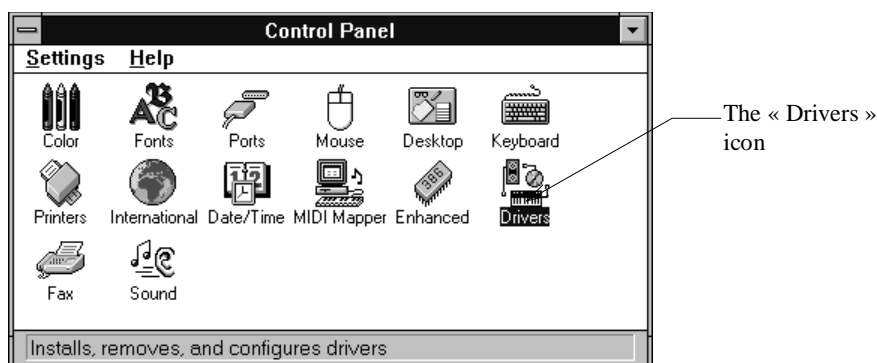 Control Panel
Settings Help
Color Fonts Ports Mouse Desktop Keyboard
The « Drivers »
icon
386
Printers International Date/Time MIDI Mapper Enhanced Drivers
Fax Sound
Installs, removes, and configures drivers